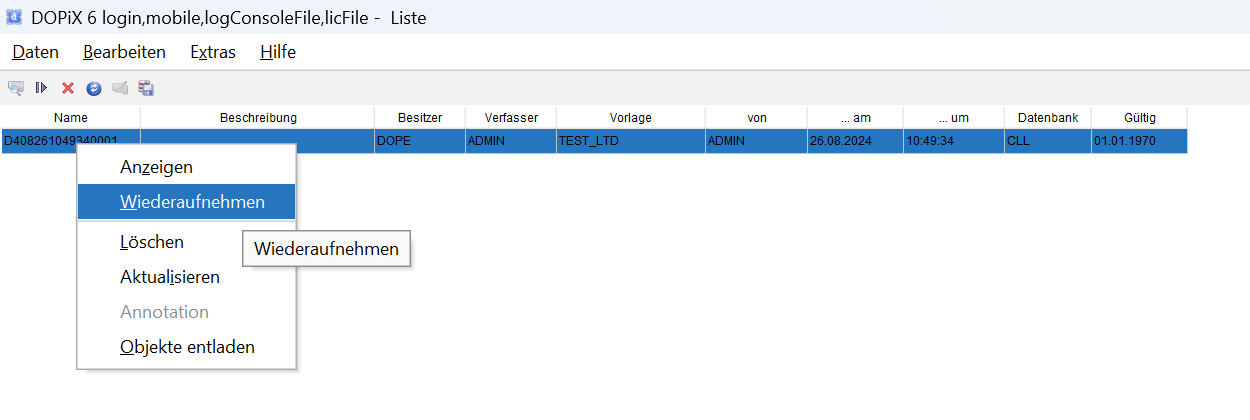 DOPiX 6 login,mobile,logConsoleFile,licFile - Liste
Daten Bearbeiten Extras Hilfe
Name Beschreibung Besitzer Verfasser Vorlage von ... am ... um Datenbank Gültig
D408261049340001 DOPE ADMIN TEST_LTD ADMIN 26.08.2024 10:49:34 CLL 01.01.1970
Anzeigen
Wiederaufnehmen
Löschen
Wiederaufnehmen
Aktualisieren
Annotation
Objekte entladen